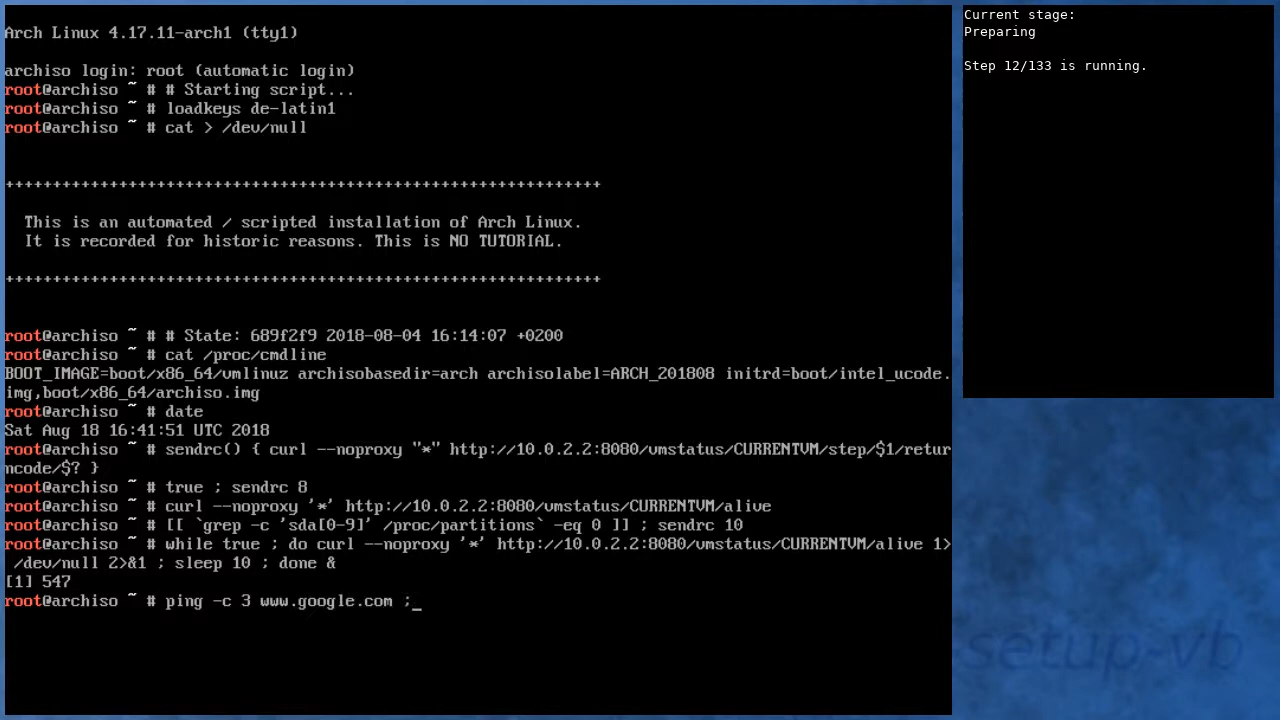 Arch Linux 4.17.11-arch1 (tty1)
archiso login: root (automatic login)
root@archiso ~ # # Starting script...
root@archiso ~ # loadkeys de-latin1
root@archiso ~ # cat > /dev/null
+++++++++++++++++++++++++++++++++++++++++++++++++++++++++++++++
This is an automated / scripted installation of Arch Linux.
It is recorded for historic reasons. This is NO TUTORIAL.
+++++++++++++++++++++++++++++++++++++++++++++++++++++++++++++++
root@archiso ~ # # State: 689f2f9 2018-08-04 16:14:07 +0200
root@archiso ~ # cat /proc/cmdline
BOOT_IMAGE=boot/x86_64/vmlinuz archisobasedir=arch archisolabel=ARCH_201808 initrd=boot/intel_ucode.
img,boot/x86_64/archiso.img
root@archiso ~ # date
Sat Aug 18 16:41:51 UTC 2018
root@archiso ~ # sendrc() { curl --noproxy "*" http://10.0.2.2:8080/vmstatus/CURRENTVM/step/$1/retur
ncode/$? }
root@archiso ~ # true ; sendrc 8
root@archiso ~ # curl --noproxy '*' http://10.0.2.2:8080/vmstatus/CURRENTVM/alive
root@archiso ~ # [[ `grep -c 'sda[0-9]' /proc/partitions` -eq 0 ]] ; sendrc 10
root@archiso ~ # while true ; do curl --noproxy '*' http://10.0.2.2:8080/vmstatus/CURRENTVM/alive 1>
/dev/null 2>&1 ; sleep 10 ; done &
[1] 547
root@archiso ~ # ping -c 3 www.google.com ;_
Current stage:
Preparing
Step 12/133 is running.
-setup-vb